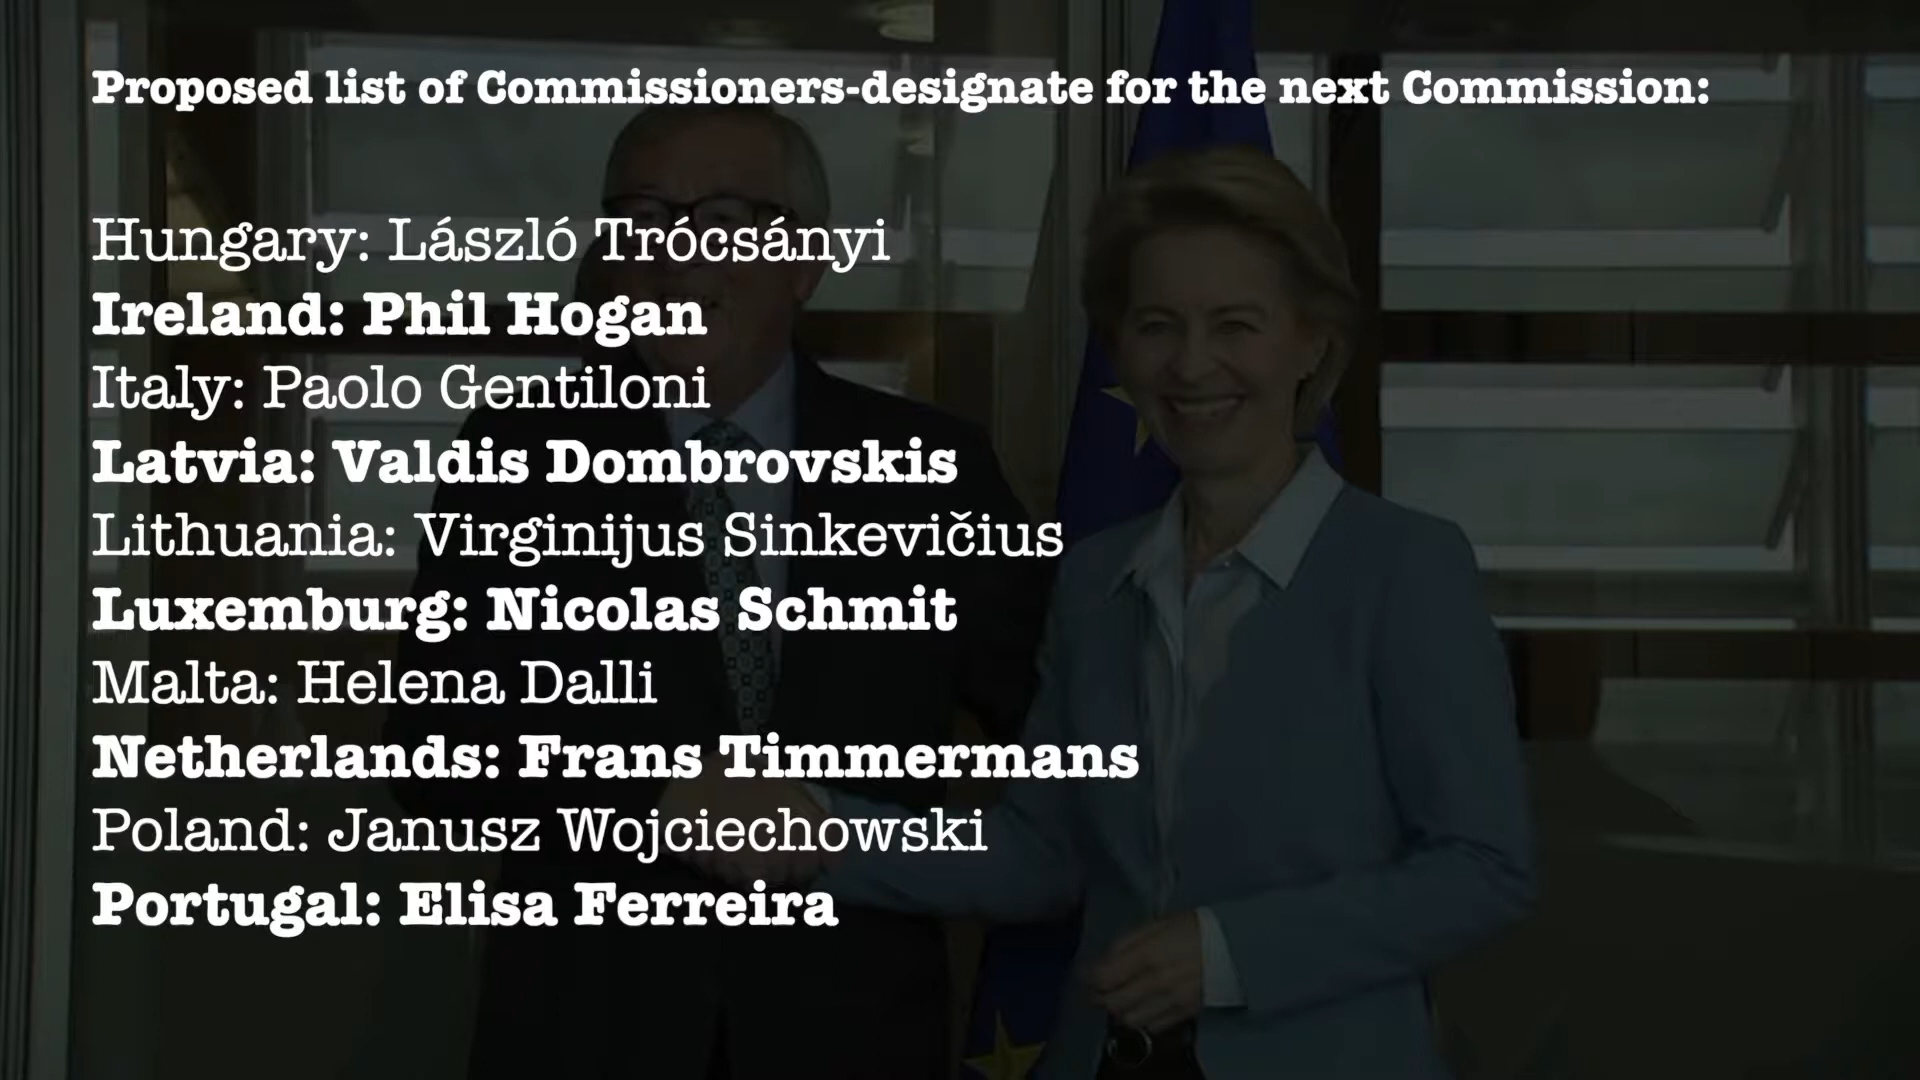 Proposed list of Commissioners-designate for the next Commission:
Hungary: László Trócsányi
Ireland: Phil Hogan
Italy: Paolo Gentiloni
Latvia: Valdis Dombrovskis
Lithuania: Virginijus Sinkevičius
Luxemburg: Nicolas Schmit
Malta: Helena Dalli
Netherlands: Frans Timmermans
Poland: Janusz Wojciechowski
Portugal: Elisa Ferreira